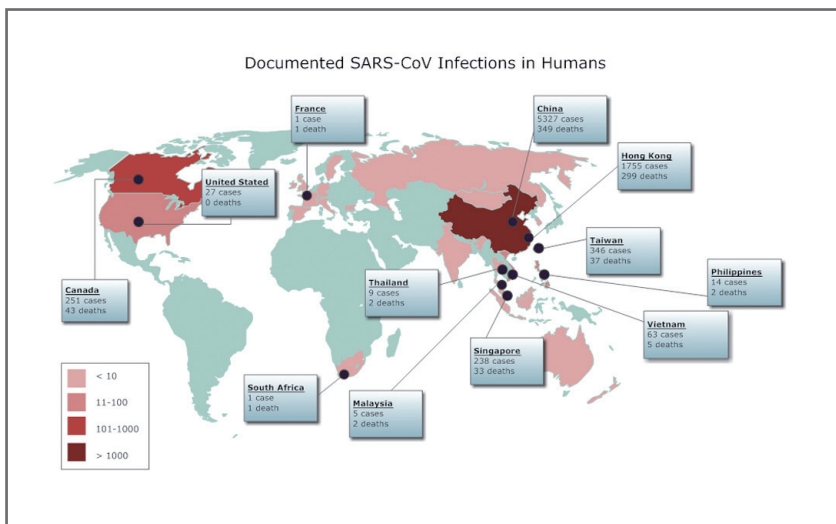 Documented SARS-CoV Infections in Humans
France
1 case
1 death
China
5327 cases
349 deaths
Hong Kong
1755 cases
299 deaths
United Stated
27 cases
0 deaths
Taiwan
346 cases
37 deaths
Canada
251 cases
43 deaths
Thailand
9 cases
2 deaths
Philippines
14 cases
2 deaths
Vietnam
63 cases
5 deaths
Singapore
238 cases
33 deaths
South Africa
1 case
1 death
Malaysia
5 cases
2 deaths
< 10
11-100
101-1000
> 1000